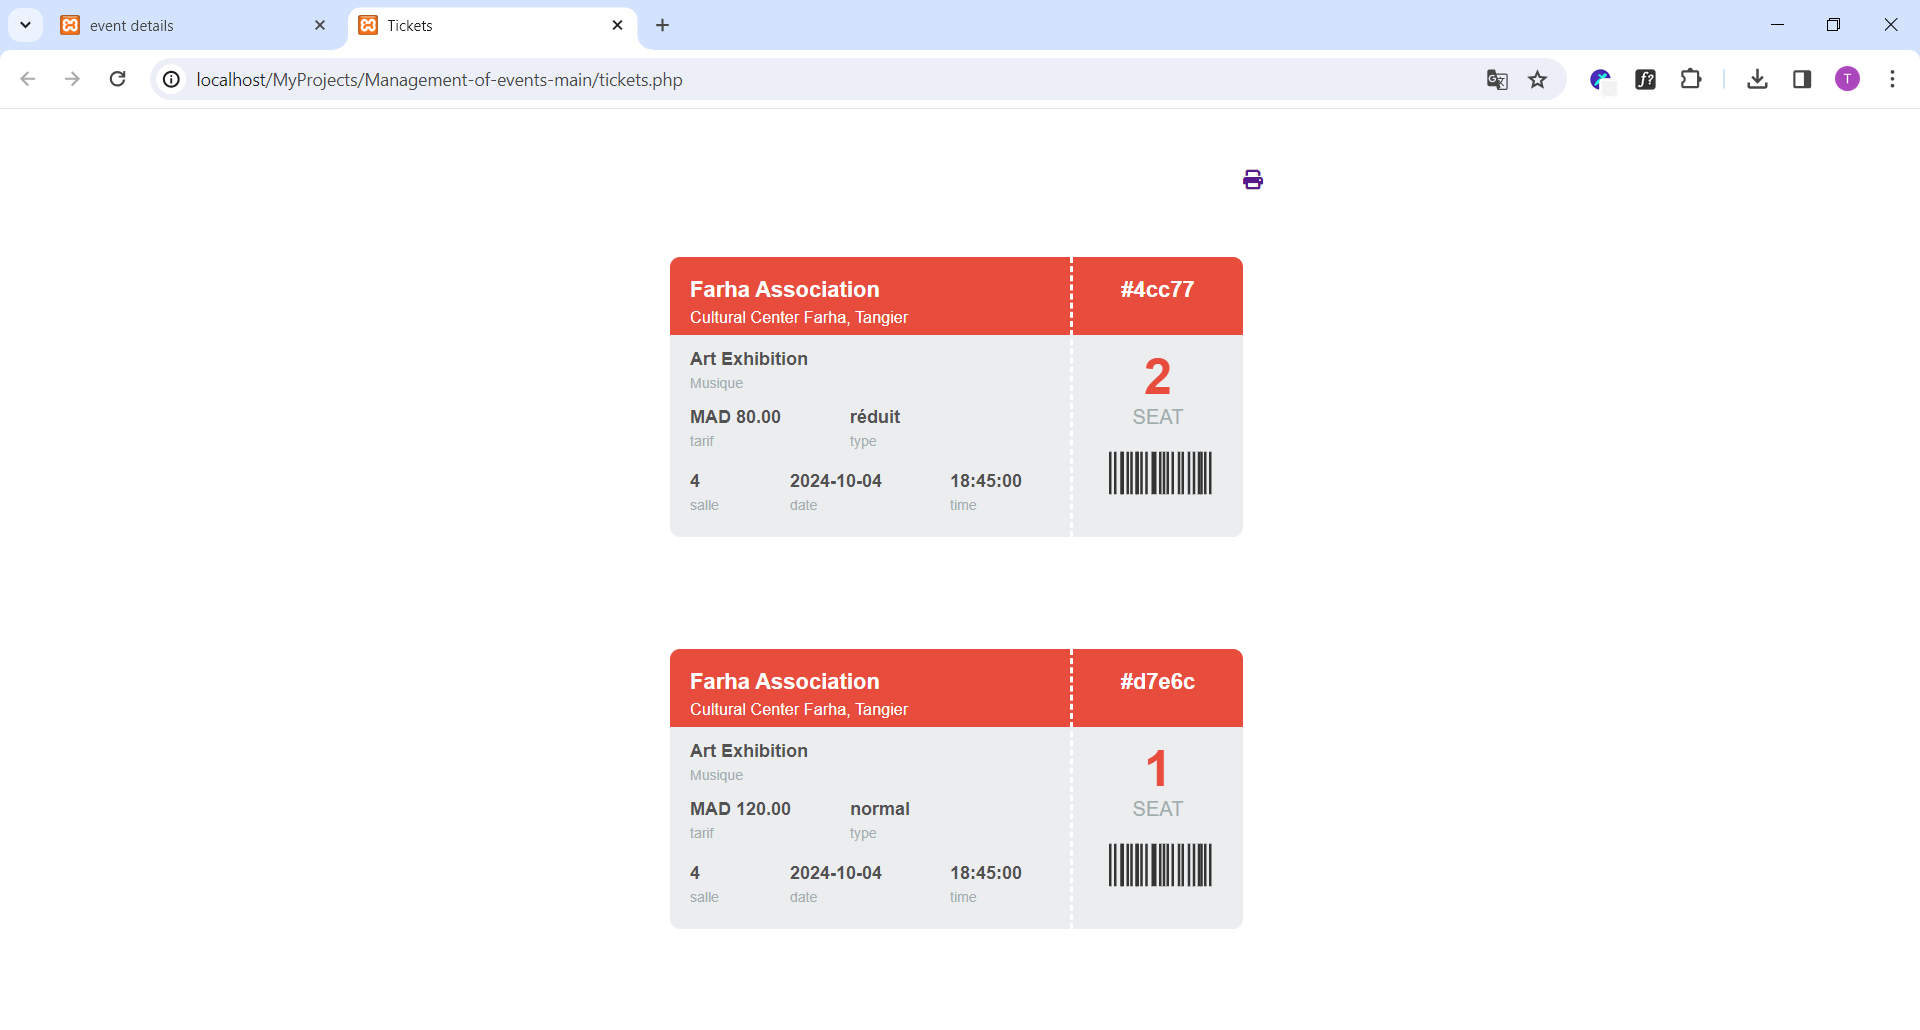 event details
Tickets
localhost/MyProjects/Management-of-events-main/tickets.php
f?
T
Farha Association
Cultural Center Farha, Tangier
#4cc77
Art Exhibition
Musique
MAD 80.00 réduit
tarif type
4 2024-10-04 18:45:00
salle date time
2
SEAT
Farha Association
Cultural Center Farha, Tangier
#d7e6c
Art Exhibition
Musique
MAD 120.00 normal
tarif type
4 2024-10-04 18:45:00
salle date time
1
SEAT